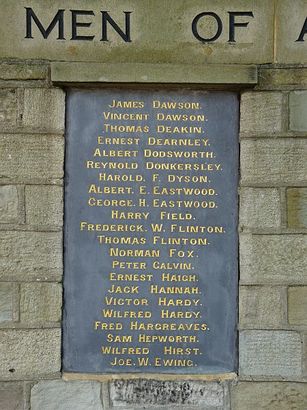 MEN OF A
JAMES DAWSON.
VINCENT DAWSON.
THOMAS DEAKIN.
ERNEST DEARNLEY.
ALBERT DODSWORTH.
REYNOLD DONKERSLEY.
HAROLD. F. DYSON.
ALBERT. E. EASTWOOD.
GEORGE. H. EASTWOOD.
HARRY FIELD.
FREDERICK. W. FLINTON.
THOMAS FLINTON.
NORMAN FOX.
PETER GALVIN.
ERNEST HAIGH.
JACK HANNAH.
VICTOR HARDY.
WILFRED HARDY.
FRED HARGREAVES.
SAM HEPWORTH.
WILFRED HIRST.
JOE. W. EWING.